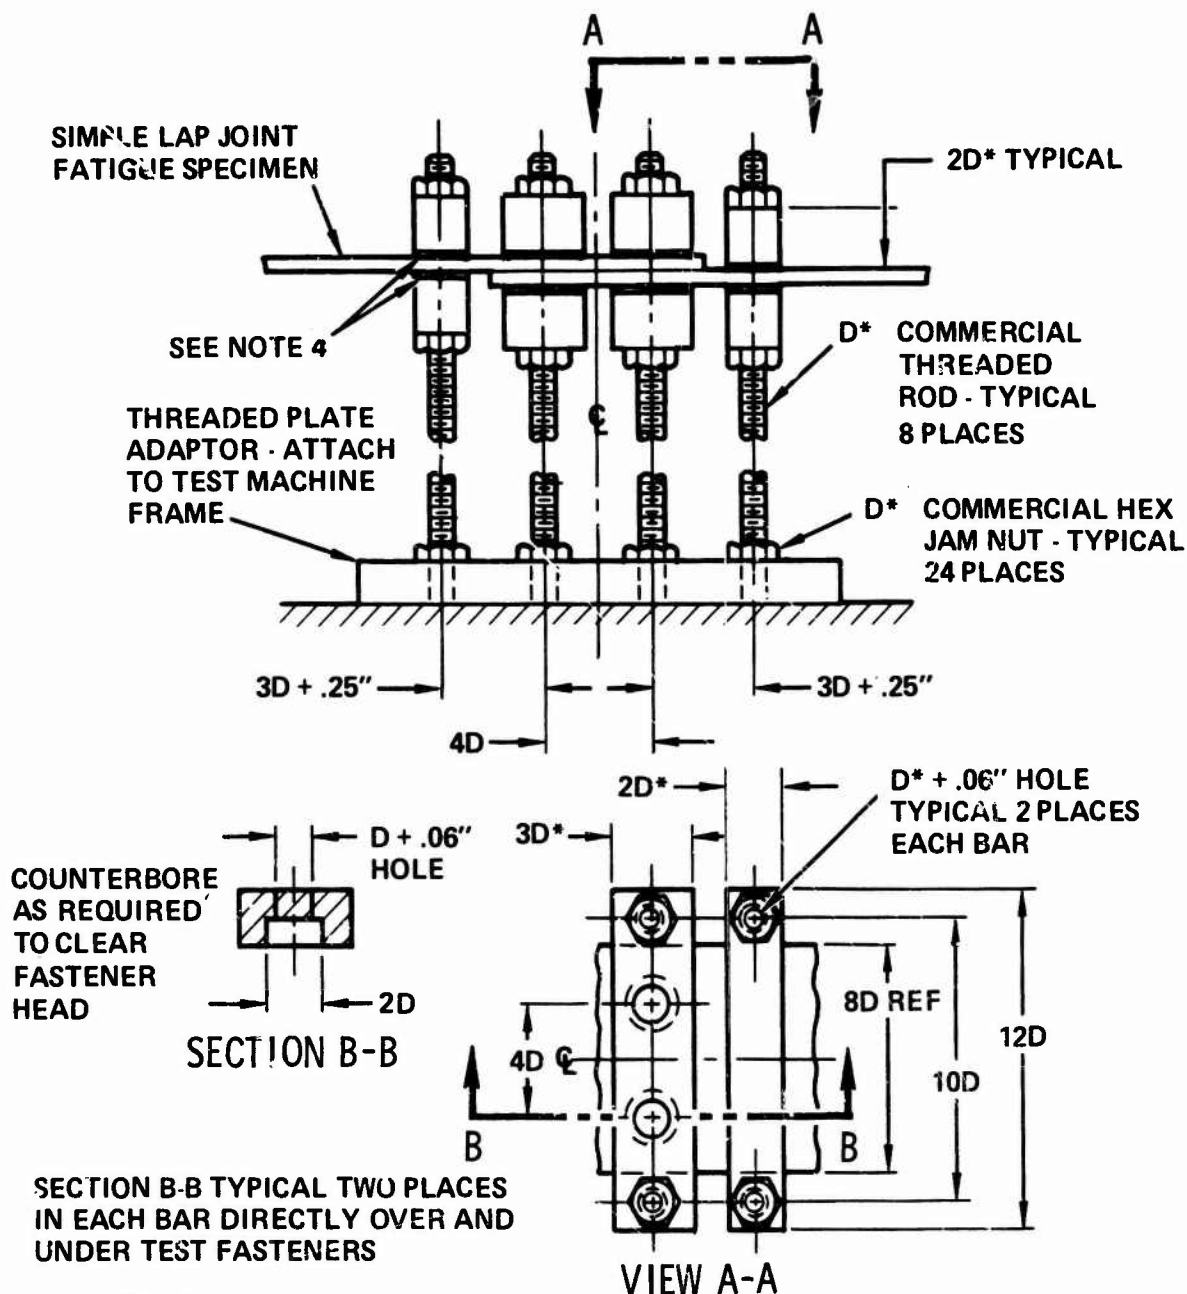 A A
SIMPLE LAP JOINT
FATIGUE SPECIMEN
2D* TYPICAL
SEE NOTE 4
D* COMMERCIAL
THREADED
ROD - TYPICAL
8 PLACES
THREADED PLATE
ADAPTOR - ATTACH
TO TEST MACHINE
FRAME
℄
D* COMMERCIAL HEX
JAM NUT - TYPICAL
24 PLACES
3D + .25"
3D + .25"
4D
2D*
D* + .06" HOLE
TYPICAL 2 PLACES
EACH BAR
3D*
D + .06"
HOLE
COUNTERBORE
AS REQUIRED
TO CLEAR
FASTENER
HEAD
2D
SECTION B-B
8D REF
4D ℄
12D
10D
B B
SECTION B-B TYPICAL TWO PLACES
IN EACH BAR DIRECTLY OVER AND
UNDER TEST FASTENERS
VIEW A-A